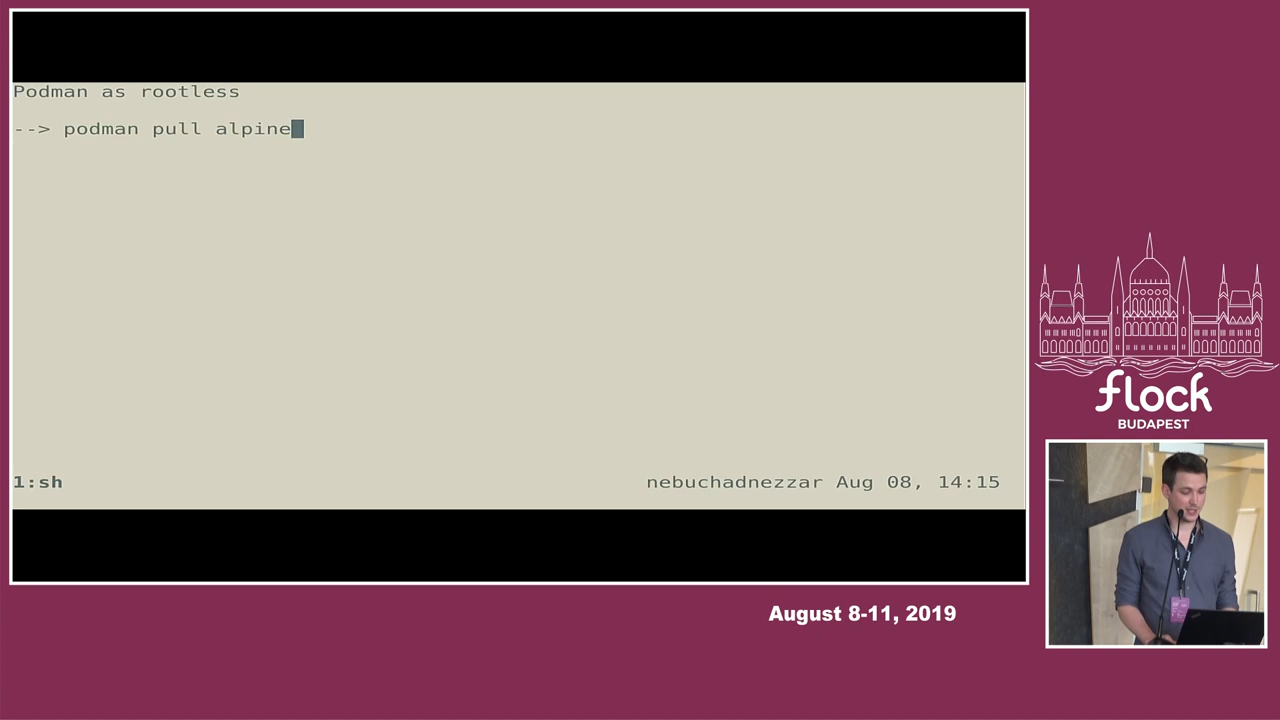 Podman as rootless
--> podman pull alpine
1:sh
nebuchadnezzar Aug 08, 14:15
flock
BUDAPEST
August 8-11, 2019